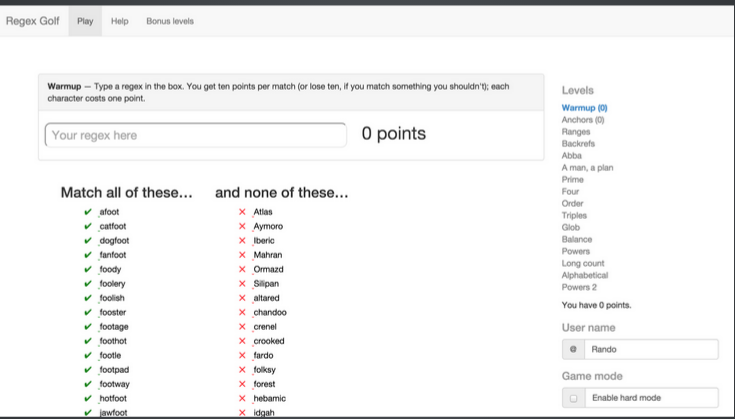 Regex Golf Play Help Bonus levels
Warmup — Type a regex in the box. You get ten points per match (or lose ten, if you match something you shouldn't); each
character costs one point.
Your regex here 0 points
Match all of these… and none of these…
afoot Atlas
catfoot Aymoro
dogfoot Iberic
fanfoot Mahran
foody Ormazd
foolery Silipan
foolish altared
fooster chandoo
footage crenel
foothot crooked
footle fardo
footpad folksy
footway forest
hotfoot hebamic
jawfoot idgah
Levels
Warmup (0)
Anchors (0)
Ranges
Backrefs
Abba
A man, a plan
Prime
Four
Order
Triples
Glob
Balance
Powers
Long count
Alphabetical
Powers 2
You have 0 points.
User name
@ Rando
Game mode
Enable hard mode